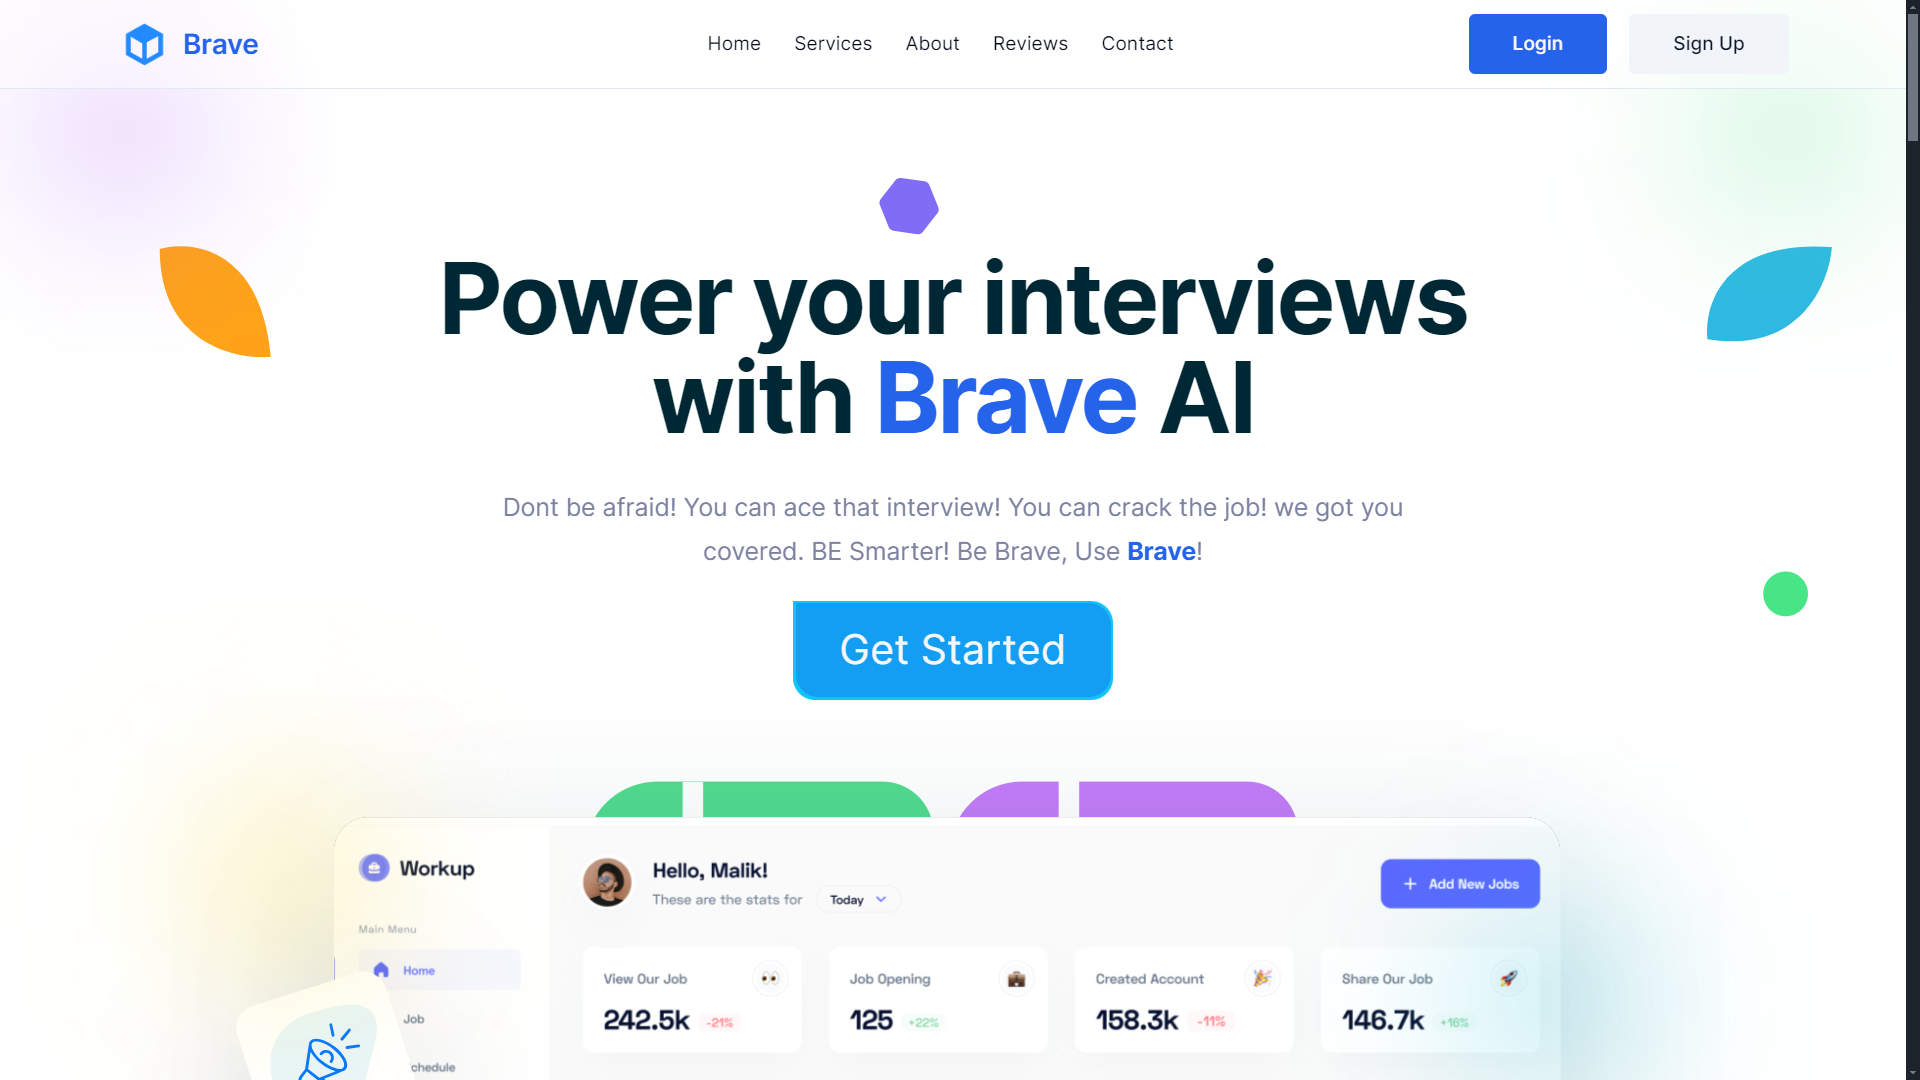 Brave
Home Services About Reviews Contact
Login
Sign Up
Power your interviews
with Brave AI
Dont be afraid! You can ace that interview! You can crack the job! we got you
covered. BE Smarter! Be Brave, Use Brave!
Get Started
Workup
Hello, Malik!
These are the stats for Today
+ Add New Jobs
Main Menu
Home
Job
chedule
View Our Job
242.5k -21%
Job Opening
125 +22%
Created Account
158.3k -11%
Share Our Job
146.7k +16%